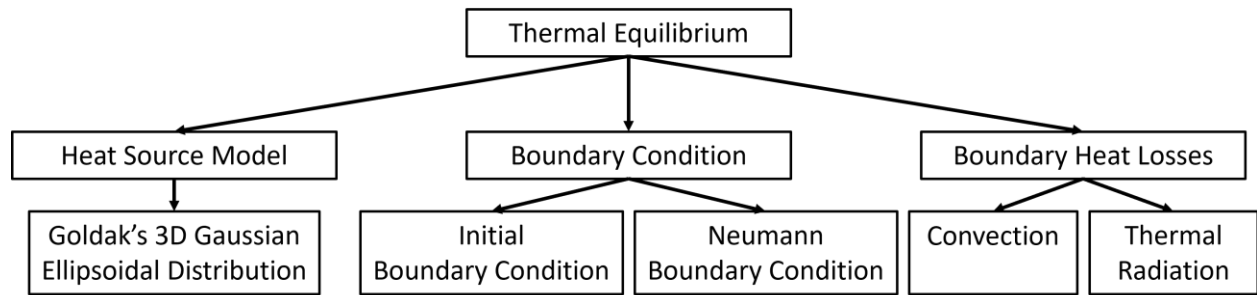 Thermal Equilibrium
Heat Source Model
Boundary Condition
Boundary Heat Losses
Goldak’s 3D Gaussian
Ellipsoidal Distribution
Initial
Boundary Condition
Neumann
Boundary Condition
Convection
Thermal
Radiation